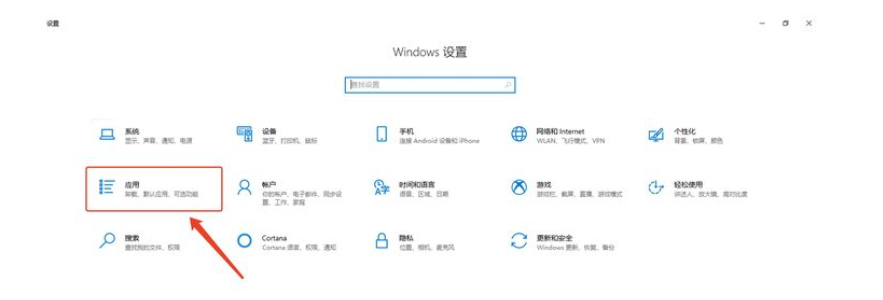 设置
Windows 设置
查找设置
系统
显示、声音、通知、电源
设备
蓝牙、打印机、鼠标
手机
连接 Android 设备和 iPhone
网络和 Internet
WLAN、飞行模式、VPN
个性化
背景、锁屏、颜色
应用
卸载、默认应用、可选功能
帐户
你的帐户、电子邮件、同步设
置、工作、家庭
时间和语言
语音、区域、日期
游戏
游戏栏、截屏、直播、游戏模式
轻松使用
讲述人、放大镜、高对比度
搜索
查找我的文件、权限
Cortana
Cortana 语言、权限、通知
隐私
位置、相机、麦克风
更新和安全
Windows 更新、恢复、备份